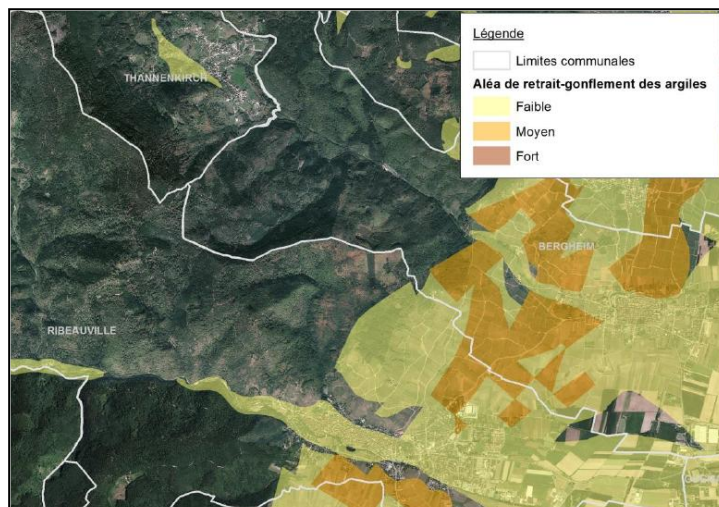 Légende
Limites communales
Aléa de retrait-gonflement des argiles
Faible
Moyen
Fort
THANNENKIRCH
BERGHEIM
RIBEAUVILLE